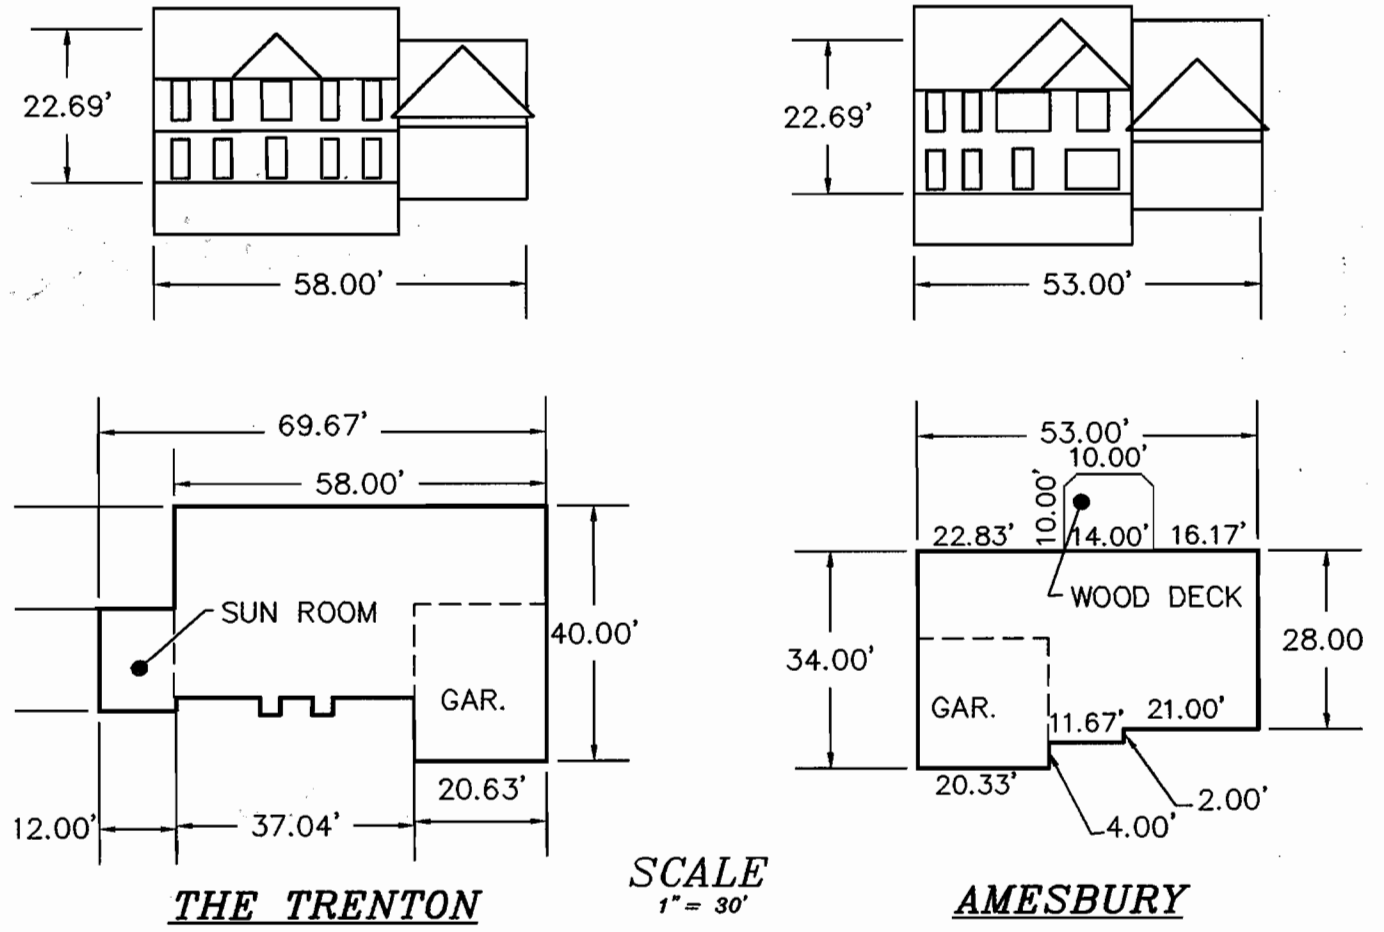 22.69'
58.00'
22.69'
53.00'
69.67'
58.00'
SUN ROOM
40.00'
GAR.
20.63'
12.00'
37.04'
THE TRENTON
SCALE
1" = 30'
53.00'
10.00'
10.00'
22.83'
14.00'
16.17'
WOOD DECK
34.00'
28.00
GAR.
11.67'
21.00'
20.33'
2.00'
4.00'
AMESBURY